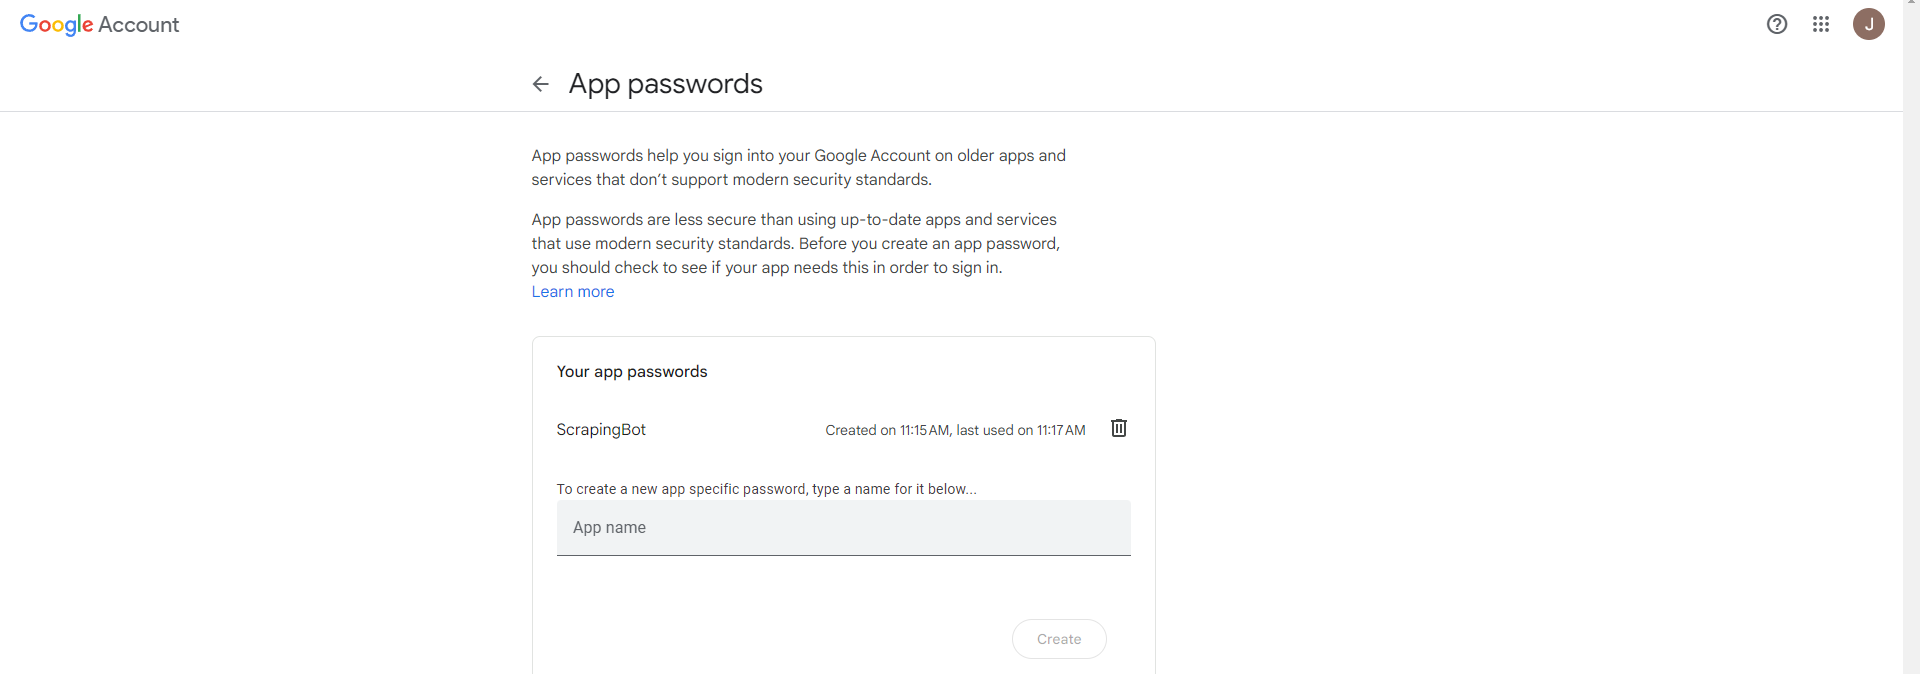 Google Account
J
App passwords
App passwords help you sign into your Google Account on older apps and
services that don’t support modern security standards.
App passwords are less secure than using up-to-date apps and services
that use modern security standards. Before you create an app password,
you should check to see if your app needs this in order to sign in.
Learn more
Your app passwords
ScrapingBot Created on 11:15 AM, last used on 11:17 AM
To create a new app specific password, type a name for it below...
App name
Create